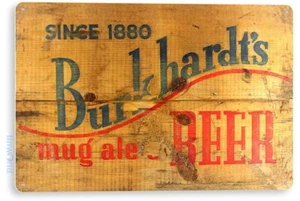 SINCE 1880
Burkhardt's
mug ale - BEER